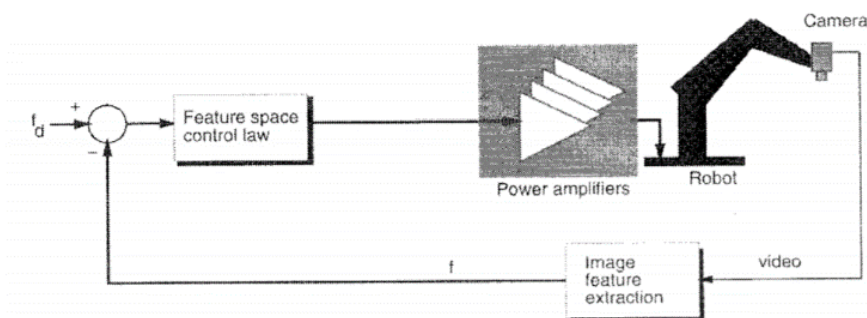 Camera
+
f d
Feature space
control law
−
Power amplifiers
Robot
f
Image
feature
extraction
video